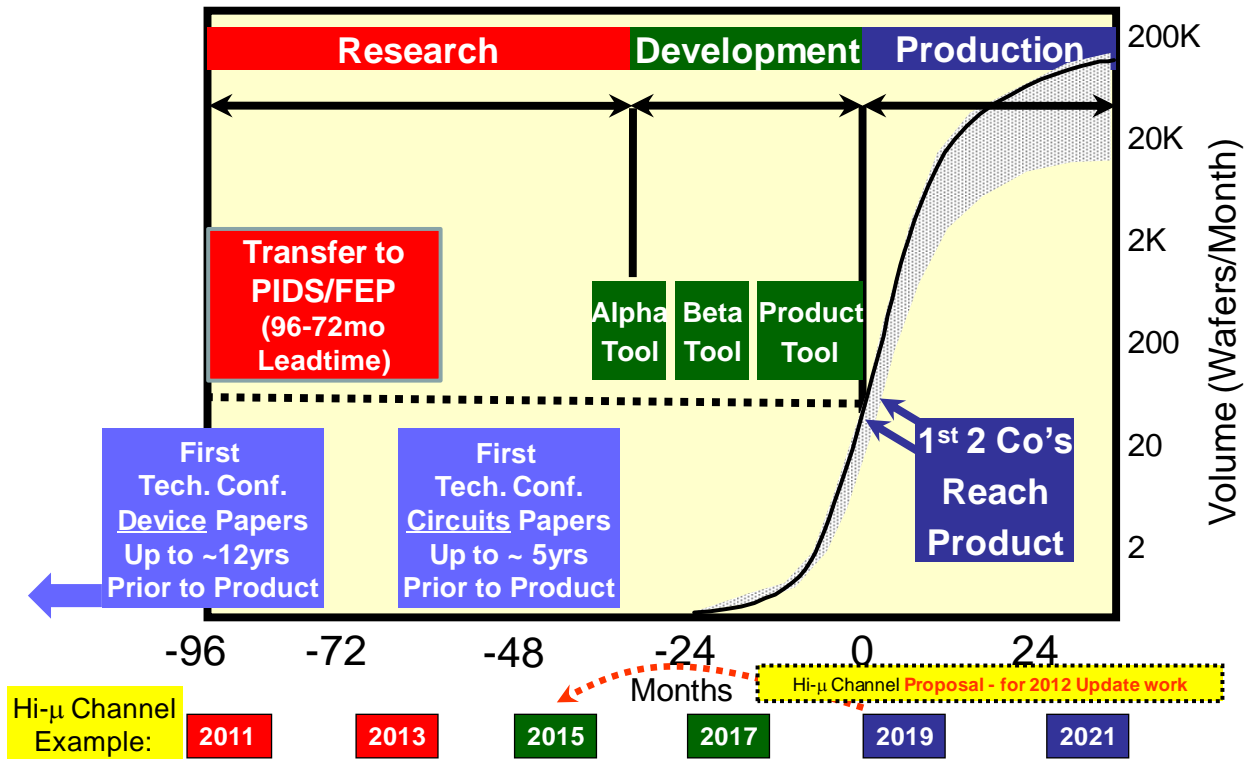 Research
Development
Production
200K
20K
2K
200
20
2
Volume (Wafers/Month)
Transfer to
PIDS/FEP
(96-72mo
Leadtime)
Alpha
Tool
Beta
Tool
Product
Tool
First
Tech. Conf.
Device Papers
Up to ~12yrs
Prior to Product
First
Tech. Conf.
Circuits Papers
Up to ~ 5yrs
Prior to Product
1st 2 Co’s
Reach
Product
-96
-72
-48
-24
0
24
Months
Hi-μ Channel Proposal - for 2012 Update work
Hi-μ Channel
Example:
2011
2013
2015
2017
2019
2021